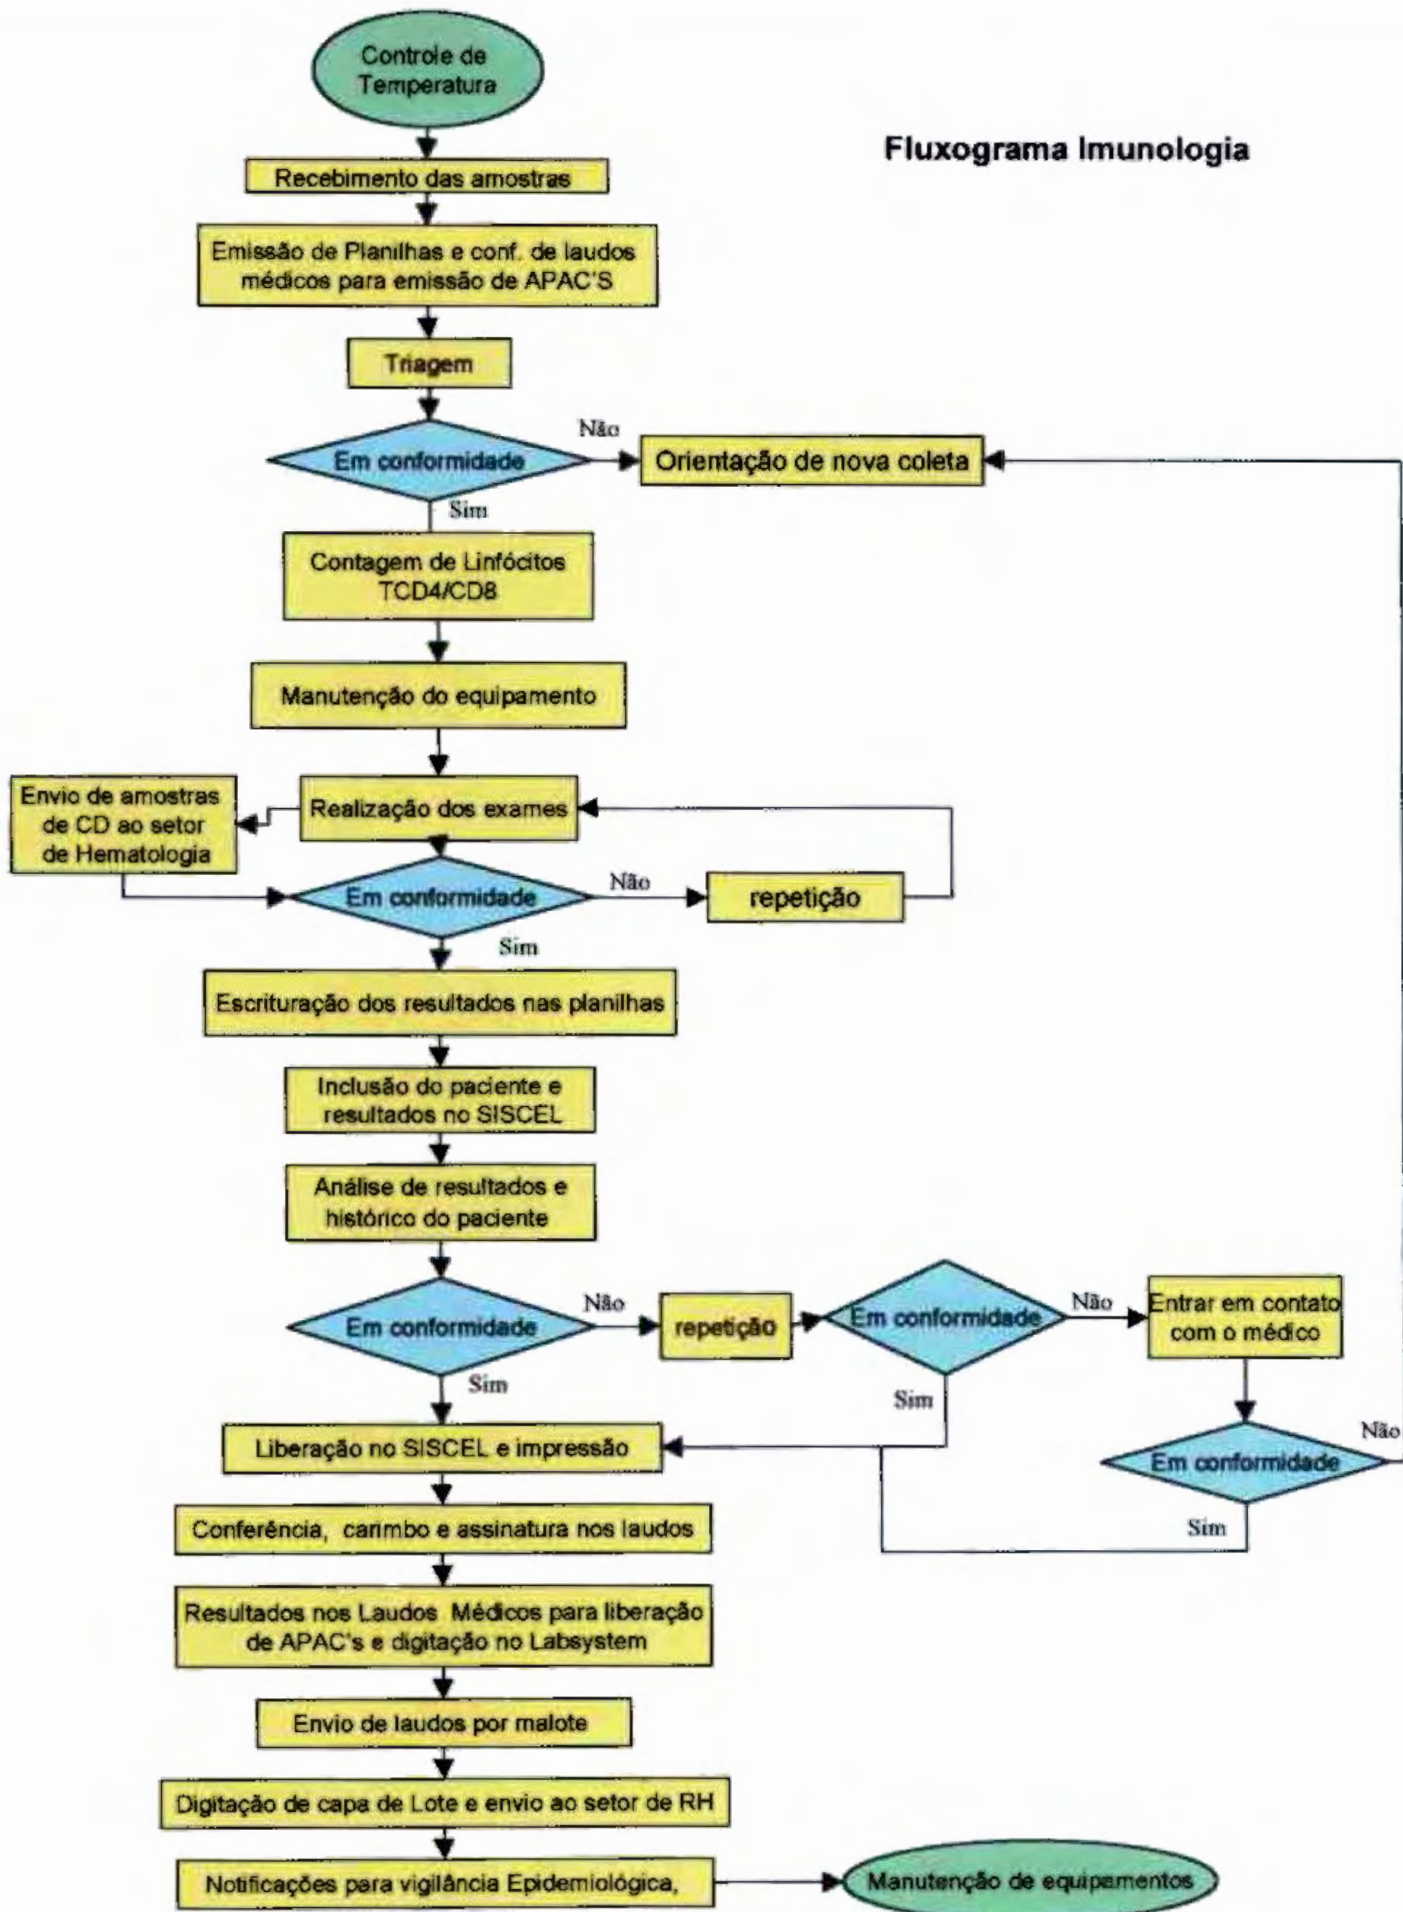 Controle de
Temperatura
Fluxograma Imunologia
Recebimento das amostras
Emissão de Planilhas e conf. de laudos
médicos para emissão de APAC'S
Triagem
Em conformidade
Não
Orientação de nova coleta
Sim
Contagem de Linfócitos
TCD4/CD8
Manutenção do equipamento
Envio de amostras
de CD ao setor
de Hematologia
Realização dos exames
Em conformidade
Não
repetição
Sim
Escrituração dos resultados nas planilhas
Inclusão do paciente e
resultados no SISCEL
Análise de resultados e
histórico do paciente
Em conformidade
Não
repetição
Em conformidade
Não
Entrar em contato
com o médico
Sim
Sim
Liberação no SISCEL e impressão
Em conformidade
Não
Sim
Conferência, carimbo e assinatura nos laudos
Resultados nos Laudos Médicos para liberação
de APAC's e digitação no Labsystem
Envio de laudos por malote
Digitação de capa de Lote e envio ao setor de RH
Notificações para vigilância Epidemiológica,
Manutenção de equipamentos